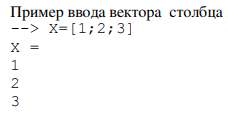 Пример ввода вектора столбца
--> X=[1;2;3]
X =
1
2
3